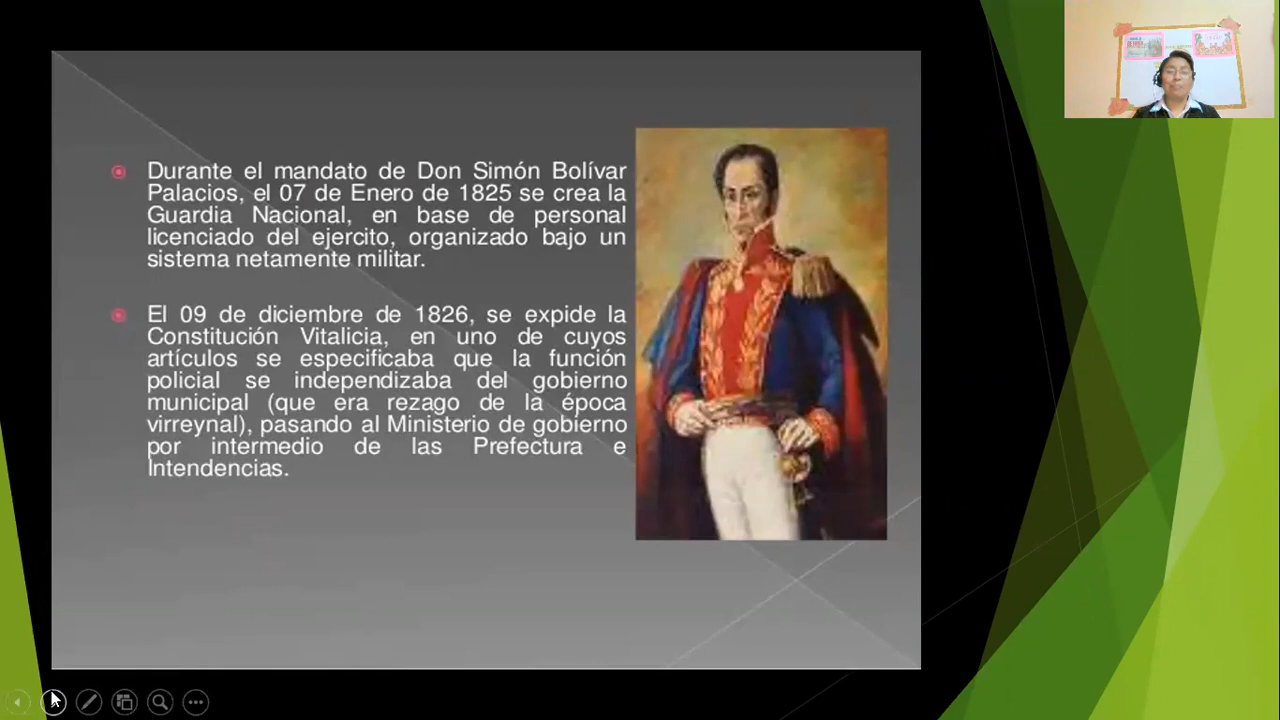 Durante el mandato de Don Simón Bolívar
Palacios, el 07 de Enero de 1825 se crea la
Guardia Nacional, en base de personal
licenciado del ejercito, organizado bajo un
sistema netamente militar.
El 09 de diciembre de 1826, se expide la
Constitución Vitalicia, en uno de cuyos
artículos se especificaba que la función
policial se independizaba del gobierno
municipal (que era rezago de la época
virreynal), pasando al Ministerio de gobierno
por intermedio de las Prefectura e
Intendencias.